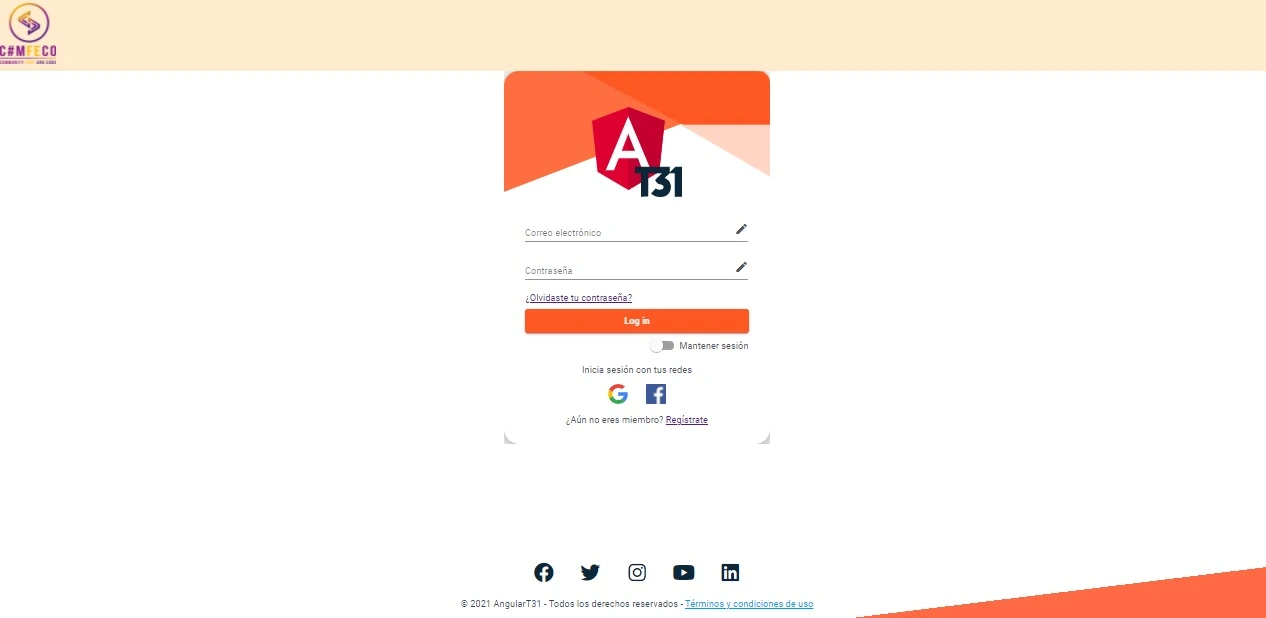 C#MFECO
COMMUNITY FEST AND CODE
A
T31
Correo electrónico
Contraseña
¿Olvidaste tu contraseña?
Log in
Mantener sesión
Inicia sesión con tus redes
¿Aún no eres miembro? Regístrate
© 2021 AngularT31 - Todos los derechos reservados - Términos y condiciones de uso